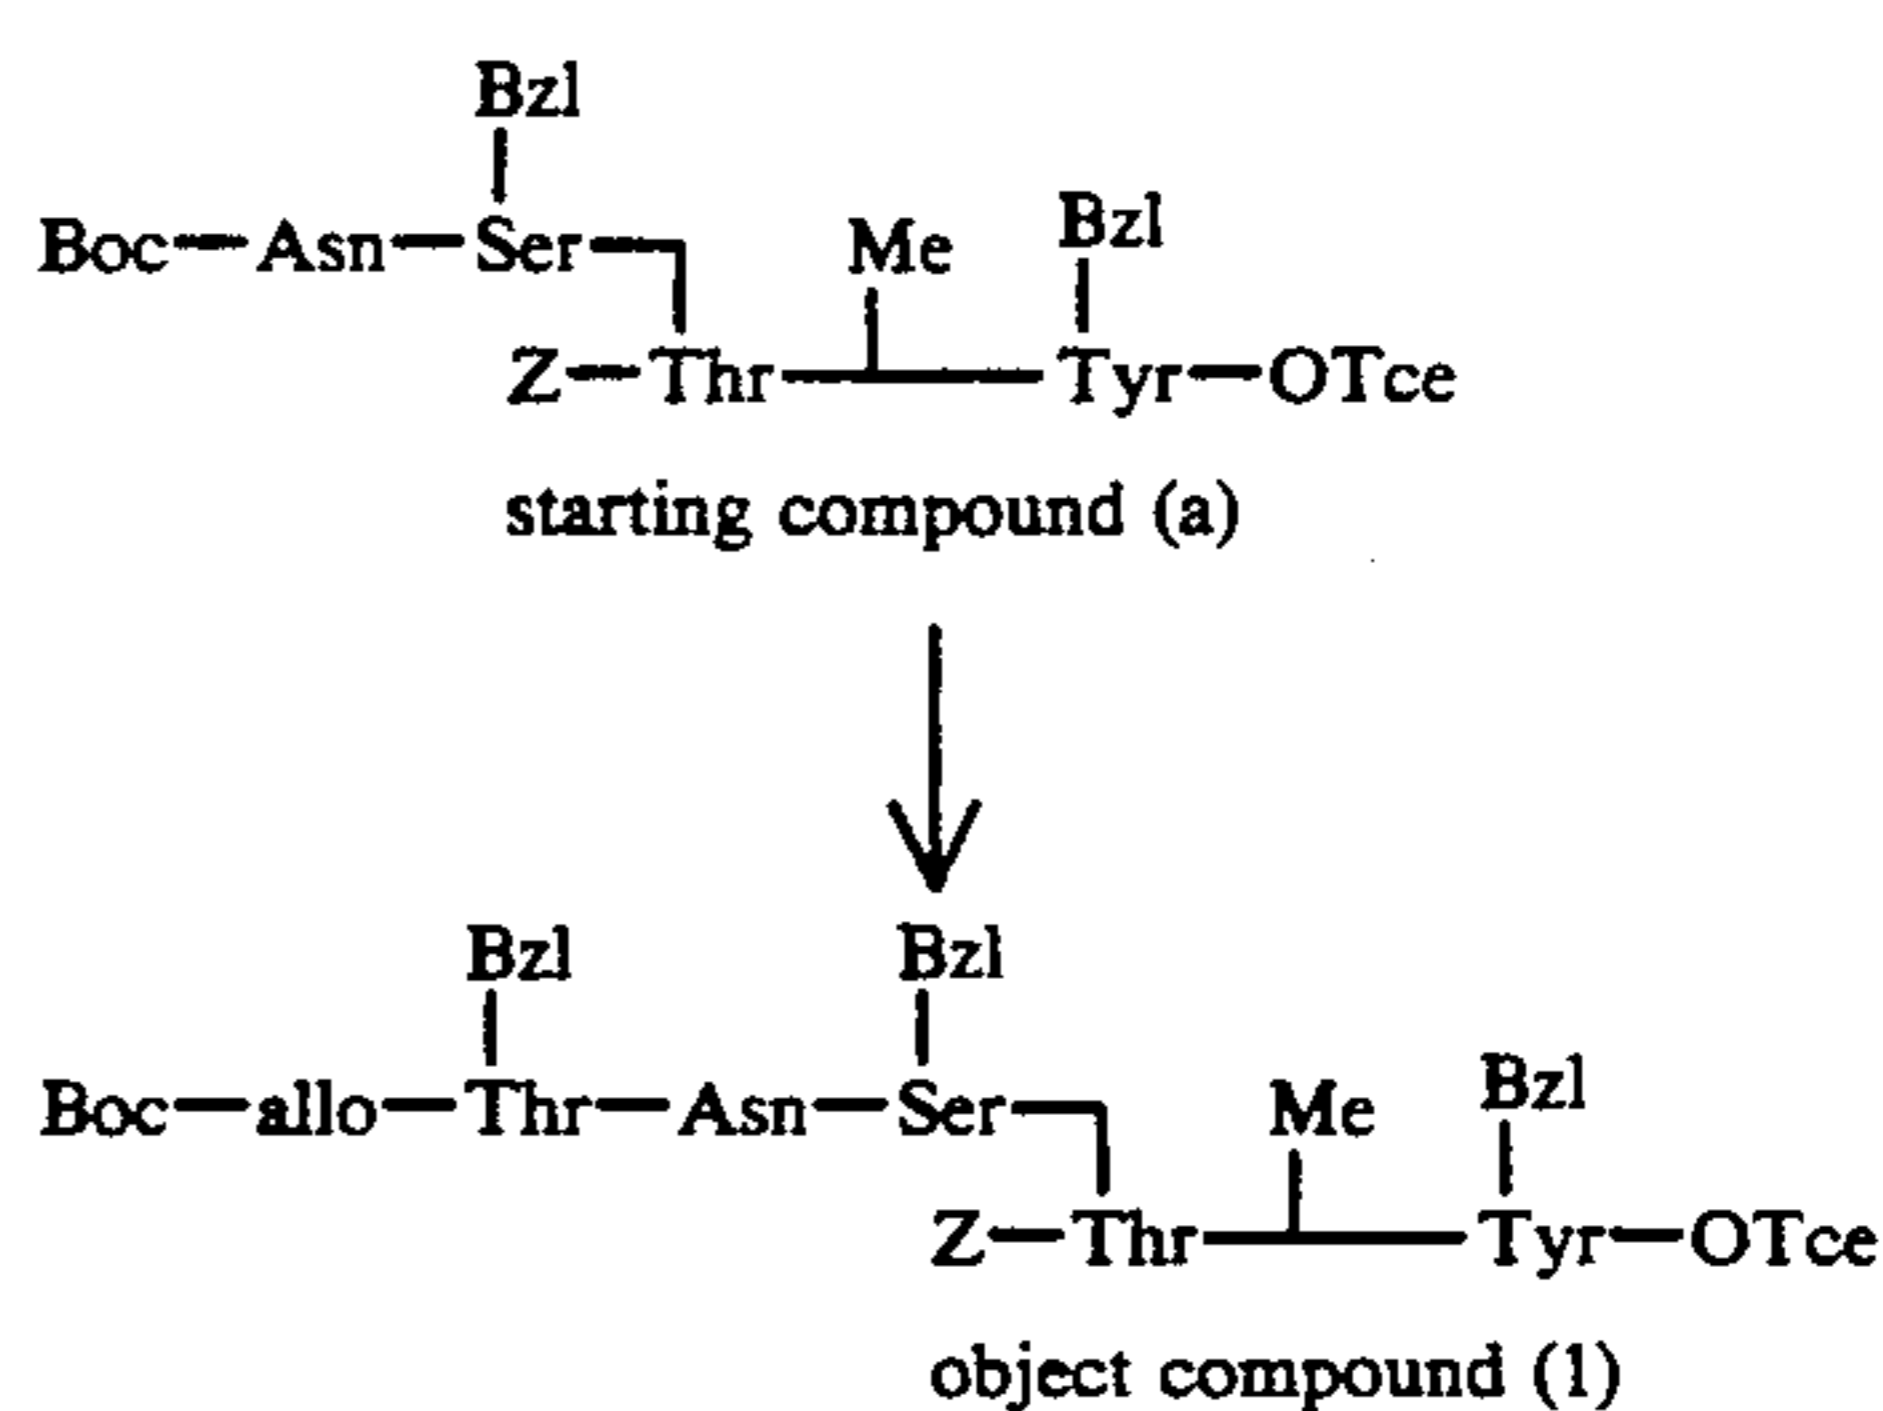 Bzl
Boc—Asn—Ser Me Bzl
Z—Thr Tyr—OTce
starting compound (a)
Bzl Bzl
Boc—allo—Thr—Asn—Ser Me Bzl
Z—Thr Tyr—OTce
object compound (1)